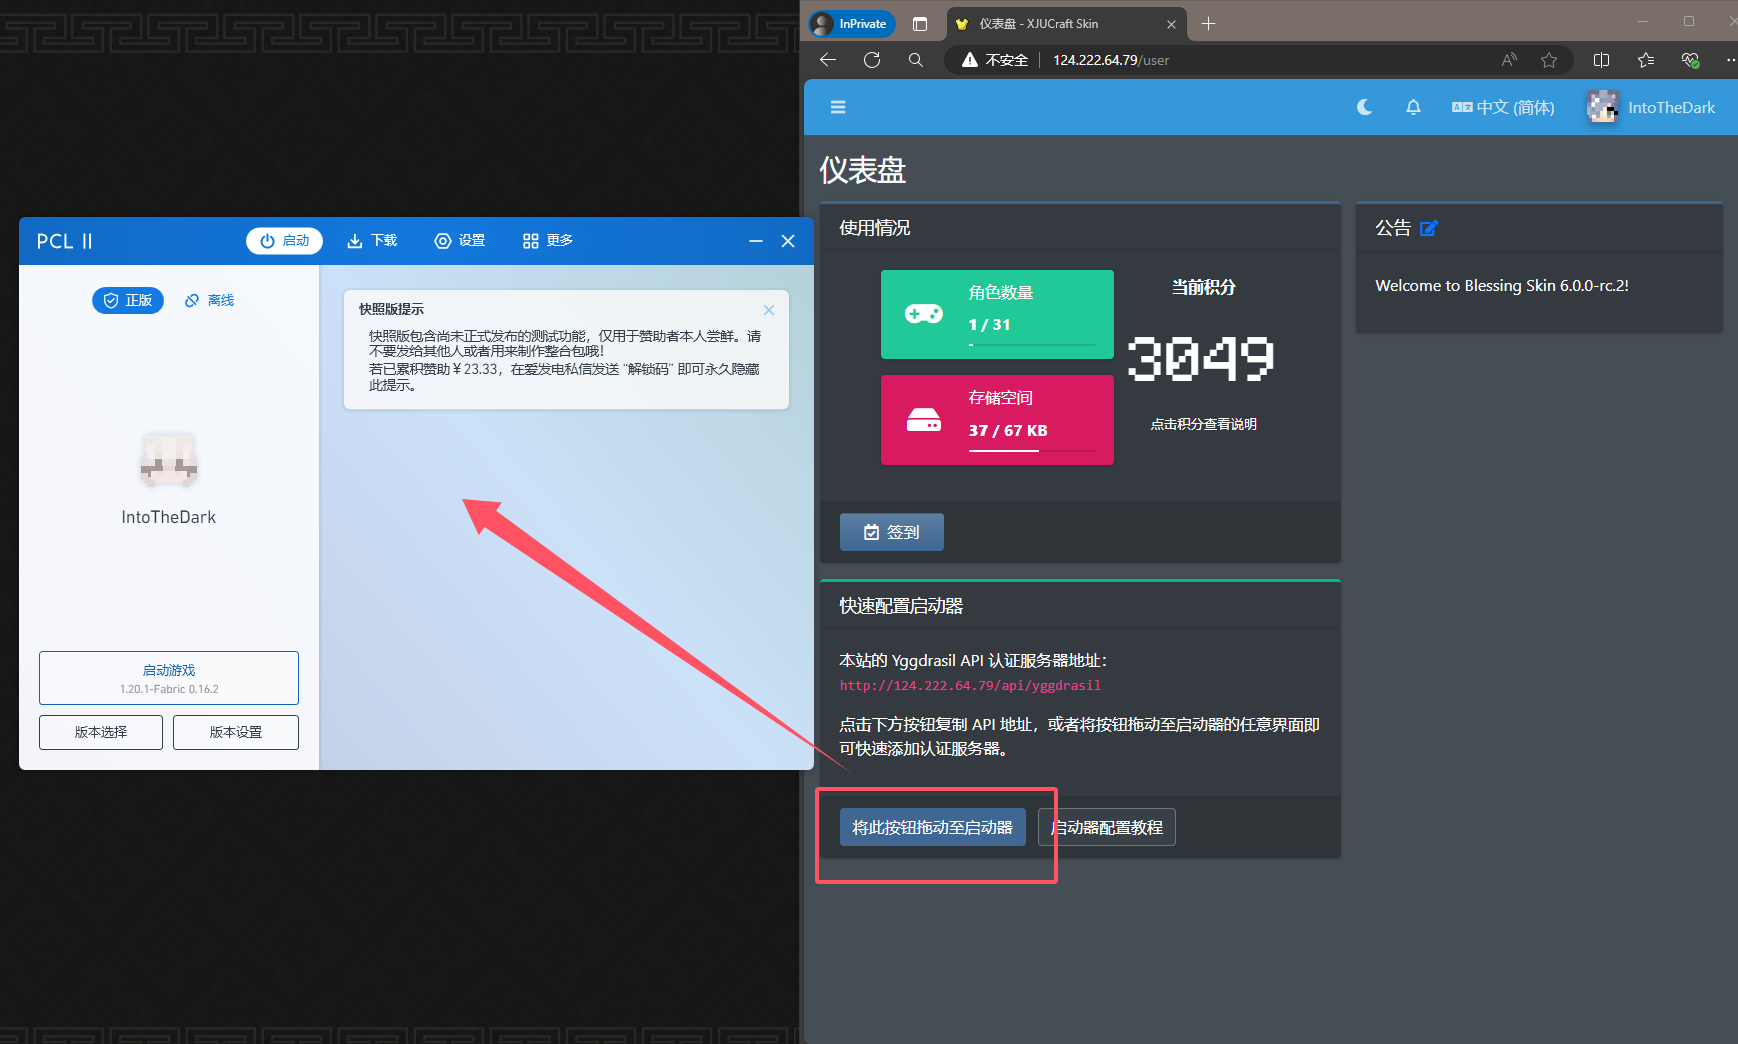 PCL II
启动
下载
设置
更多
正版
离线
快照版提示
快照版包含尚未正式发布的测试功能，仅用于赞助者本人尝鲜。请
不要发给其他人或者用来制作整合包哦！
若已累积赞助￥23.33，在爱发电私信发送 "解锁码" 即可永久隐藏
此提示。
IntoTheDark
启动游戏
1.20.1-Fabric 0.16.2
版本选择
版本设置
InPrivate
仪表盘 - XJUCraft Skin
不安全
124.222.64.79/user
中文 (简体)
IntoTheDark
仪表盘
使用情况
角色数量
1 / 31
存储空间
37 / 67 KB
当前积分
3049
点击积分查看说明
签到
公告
Welcome to Blessing Skin 6.0.0-rc.2!
快速配置启动器
本站的 Yggdrasil API 认证服务器地址：
http://124.222.64.79/api/yggdrasil
点击下方按钮复制 API 地址，或者将按钮拖动至启动器的任意界面即
可快速添加认证服务器。
将此按钮拖动至启动器
启动器配置教程